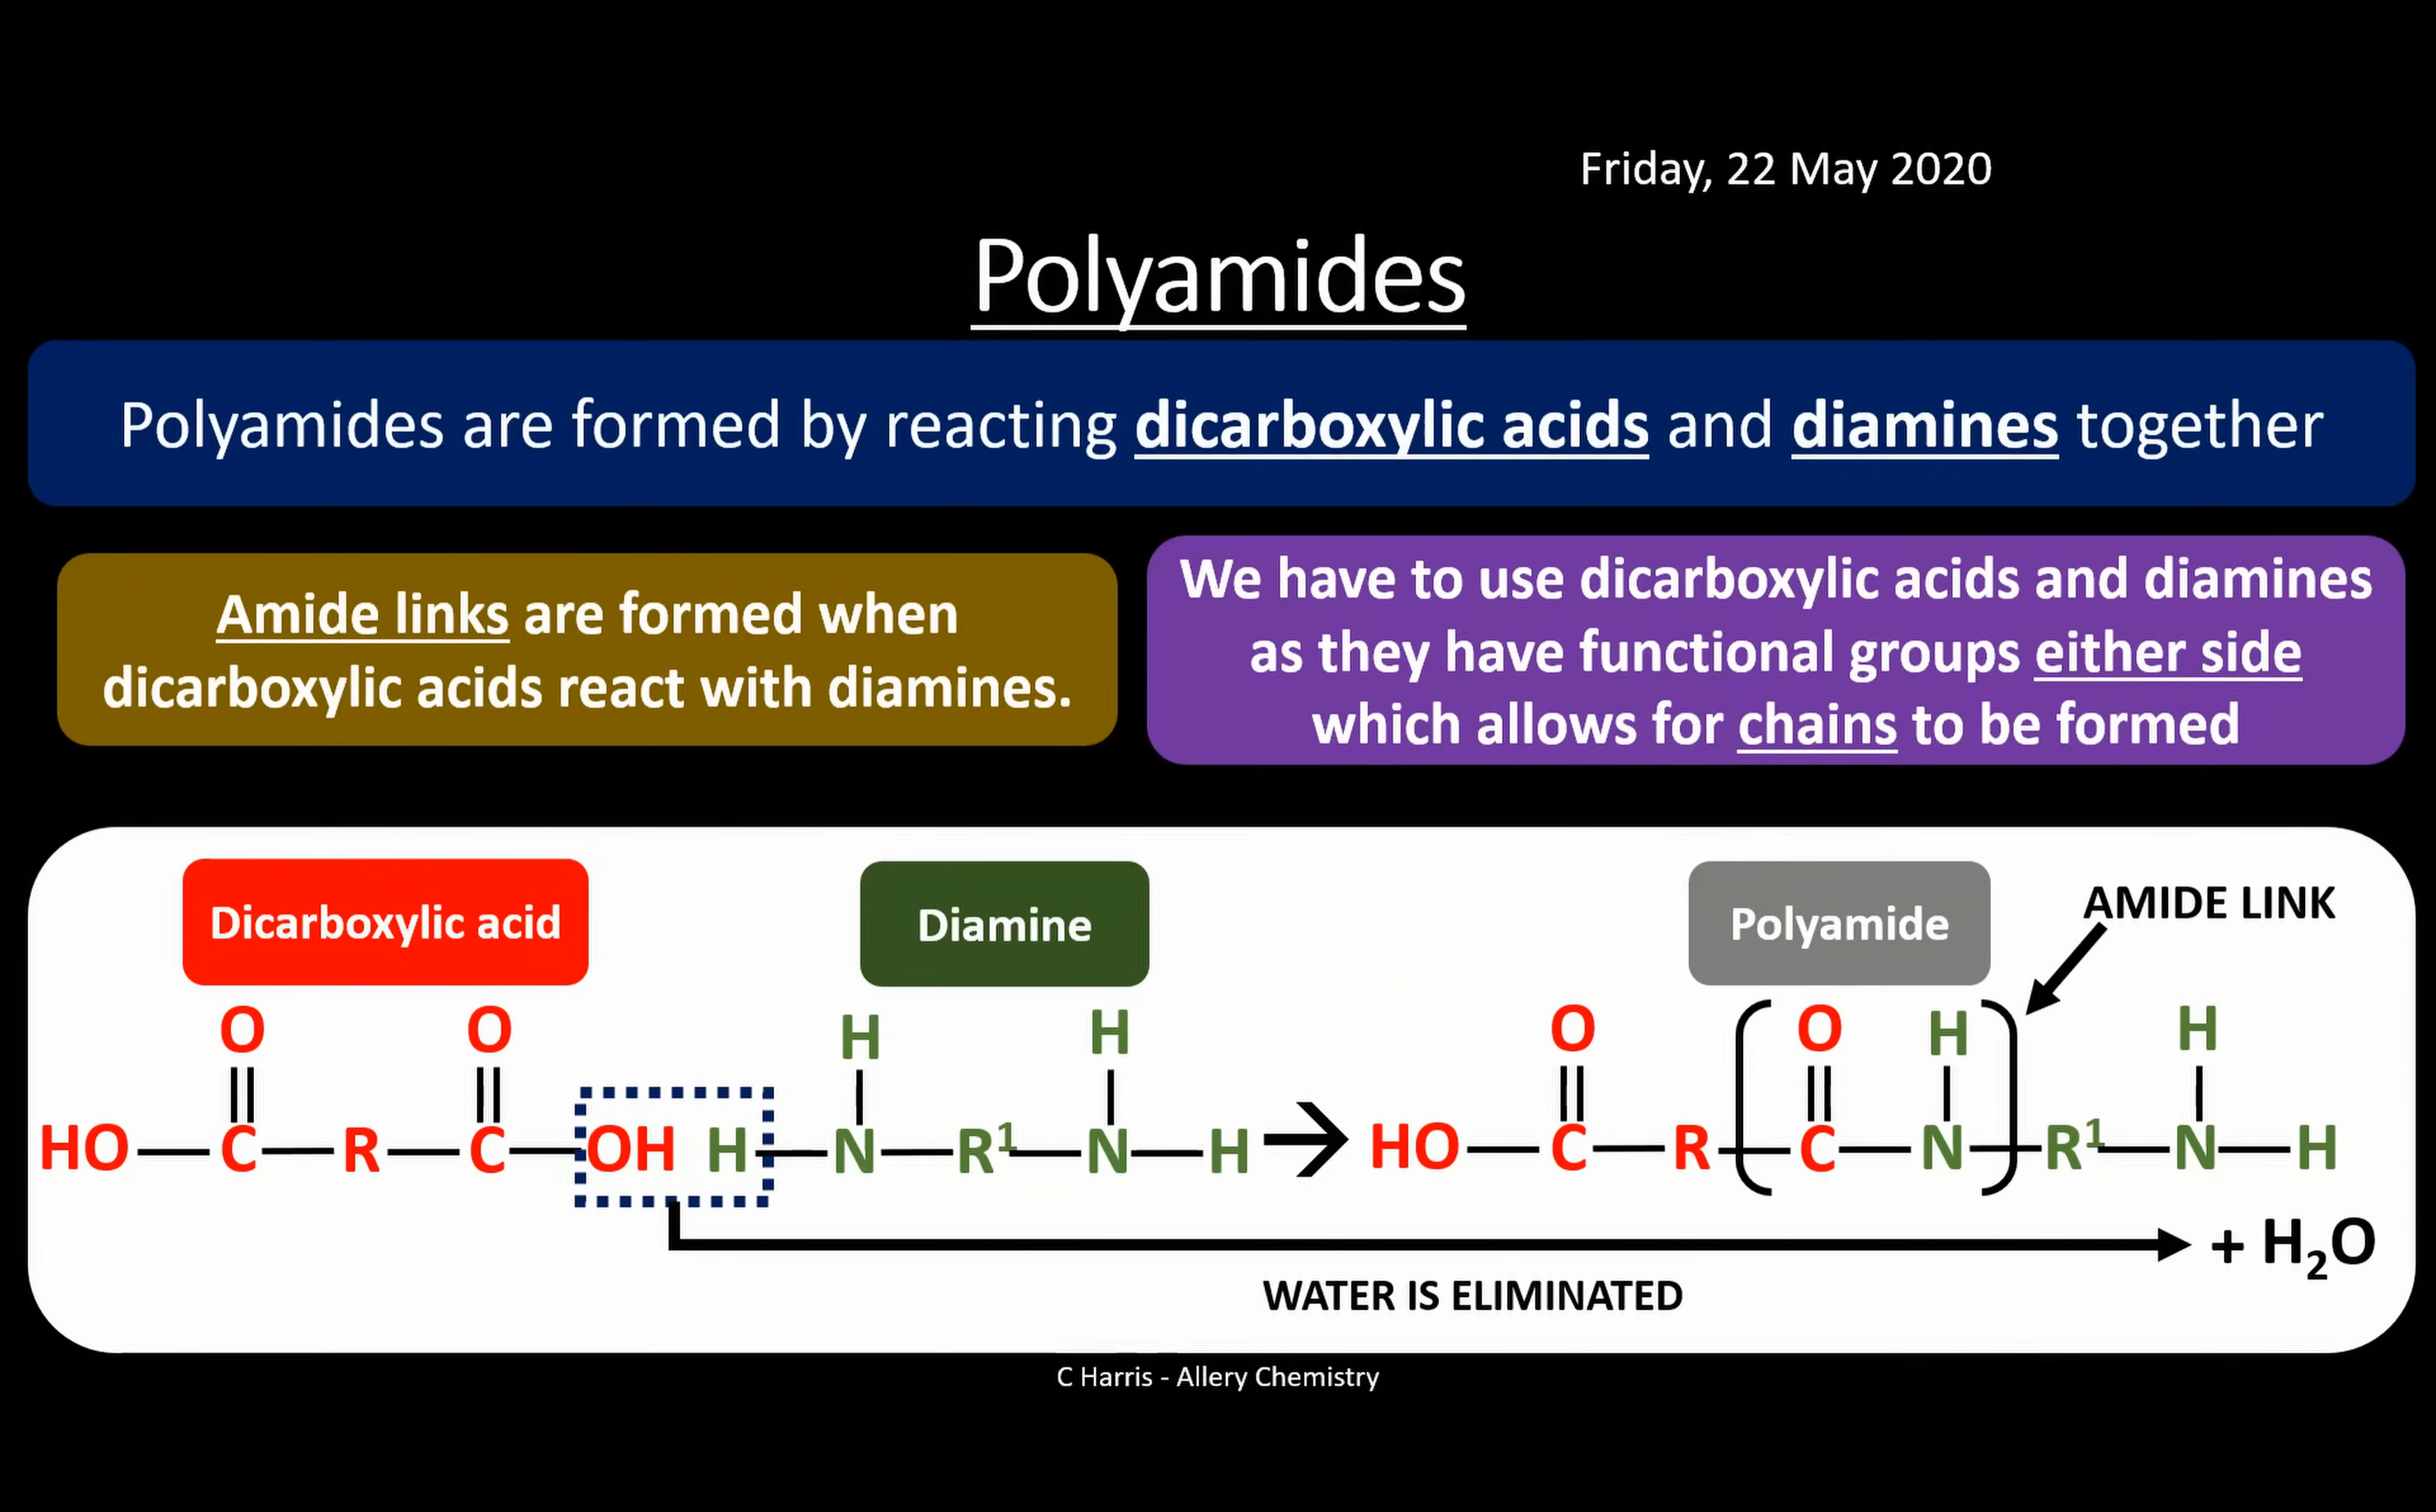 Friday, 22 May 2020
Polyamides
Polyamides are formed by reacting dicarboxylic acids and diamines together
Amide links are formed when
dicarboxylic acids react with diamines.
We have to use dicarboxylic acids and diamines
as they have functional groups either side
which allows for chains to be formed
Dicarboxylic acid
Diamine
Polyamide
AMIDE LINK
O O H H O O H H
HO C R C OH H N R¹ N H → HO C R C N R¹ N H
+ H₂O
WATER IS ELIMINATED
C Harris - Allery Chemistry